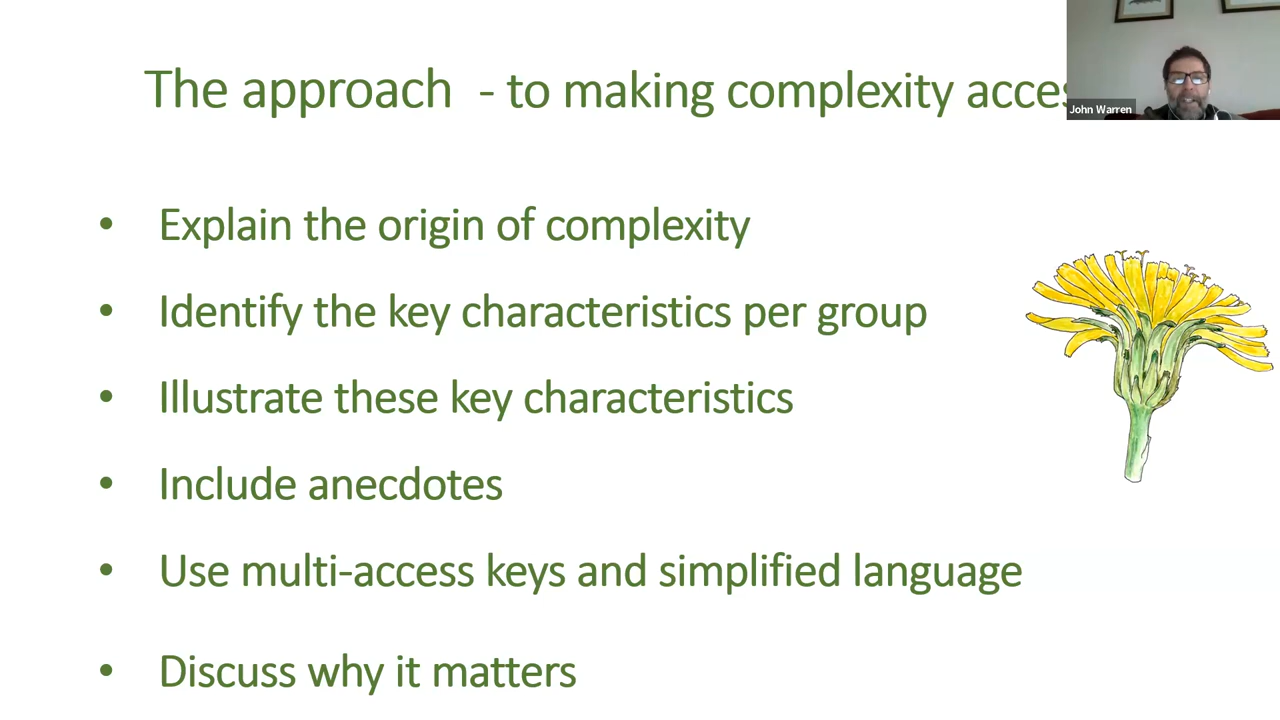 The approach - to making complexity
John Warren
• Explain the origin of complexity
• Identify the key characteristics per group
• Illustrate these key characteristics
• Include anecdotes
• Use multi-access keys and simplified language
• Discuss why it matters